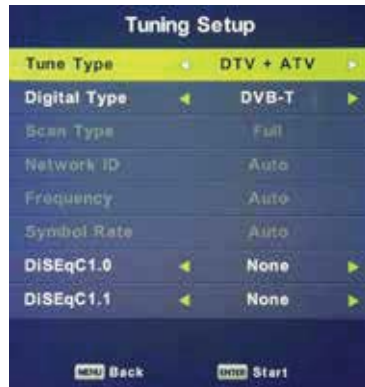 Tuning Setup
Tune Type DTV + ATV
Digital Type DVB-T
Scan Type Full
Network ID Auto
Frequency Auto
Symbol Rate Auto
DiSEqC1.0 None
DiSEqC1.1 None
MENU Back ENTER Start